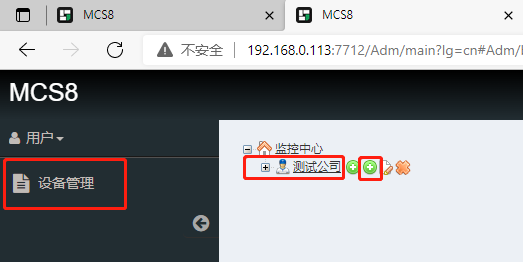 MCS8
MCS8
不安全
192.168.0.113:7712/Adm/main?lg=cn#Adm/
MCS8
用户
设备管理
监控中心
测试公司